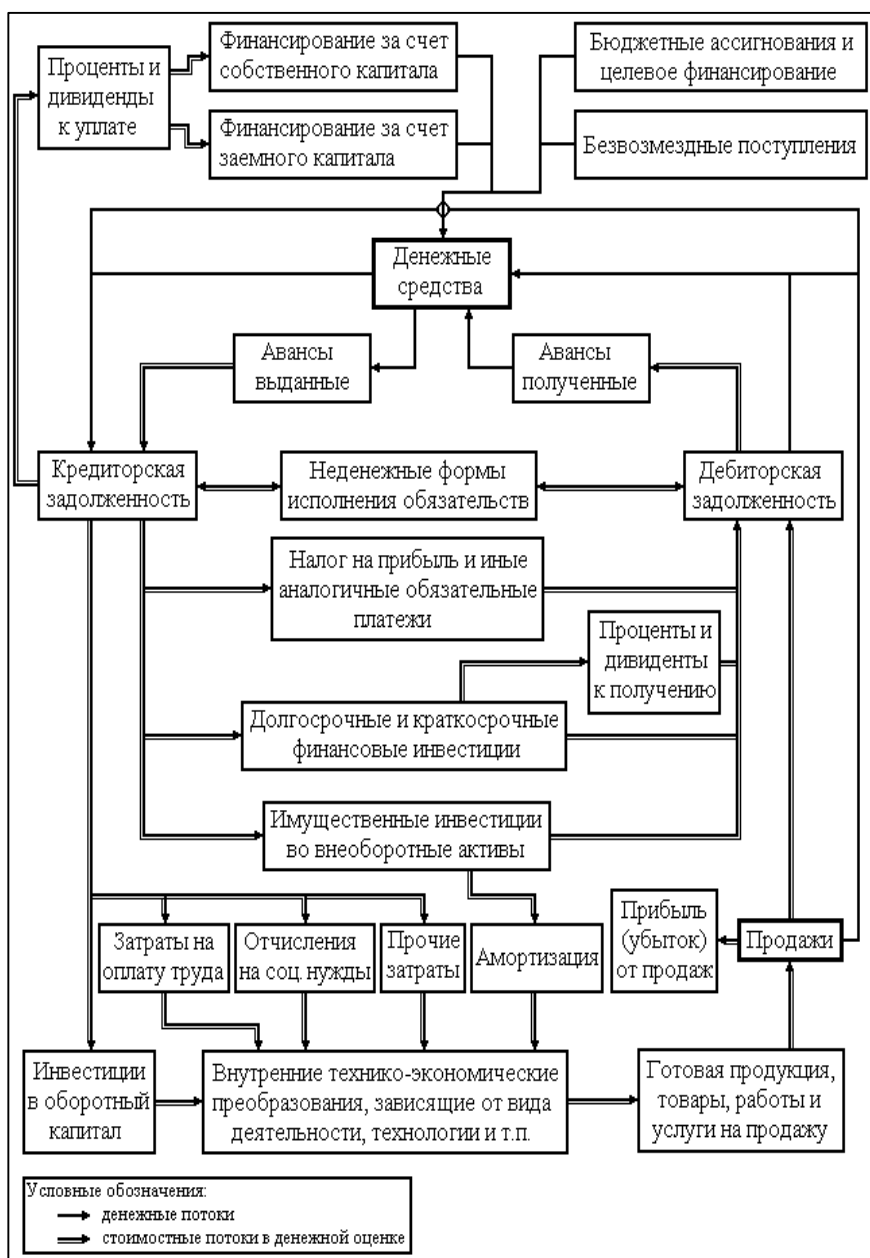 Финансирование за счет
собственного капитала
Бюджетные ассигнования и
целевое финансирование
Проценты и
дивиденды
к уплате
Финансирование за счет
заемного капитала
Безвозмездные поступления
Денежные
средства
Авансы
выданные
Авансы
полученные
Кредиторская
задолженность
Неденежные формы
исполнения обязательств
Дебиторская
задолженность
Налог на прибыль и иные
аналогичные обязательные
платежи
Проценты и
дивиденты
к получению
Долгосрочные и краткосрочные
финансовые инвестиции
Имущественные инвестиции
во внеоборотные активы
Затраты на
оплату труда
Отчисления
на соц. нужды
Прочие
затраты
Амортизация
Прибыль
(убыток)
от продаж
Продажи
Инвестиции
в оборотный
капитал
Внутренние технико-экономические
преобразования, зависящие от вида
деятельности, технологии и т.п.
Готовая продукция,
товары, работы и
услуги на продажу
Условные обозначения:
денежные потоки
стоимостные потоки в денежной оценке